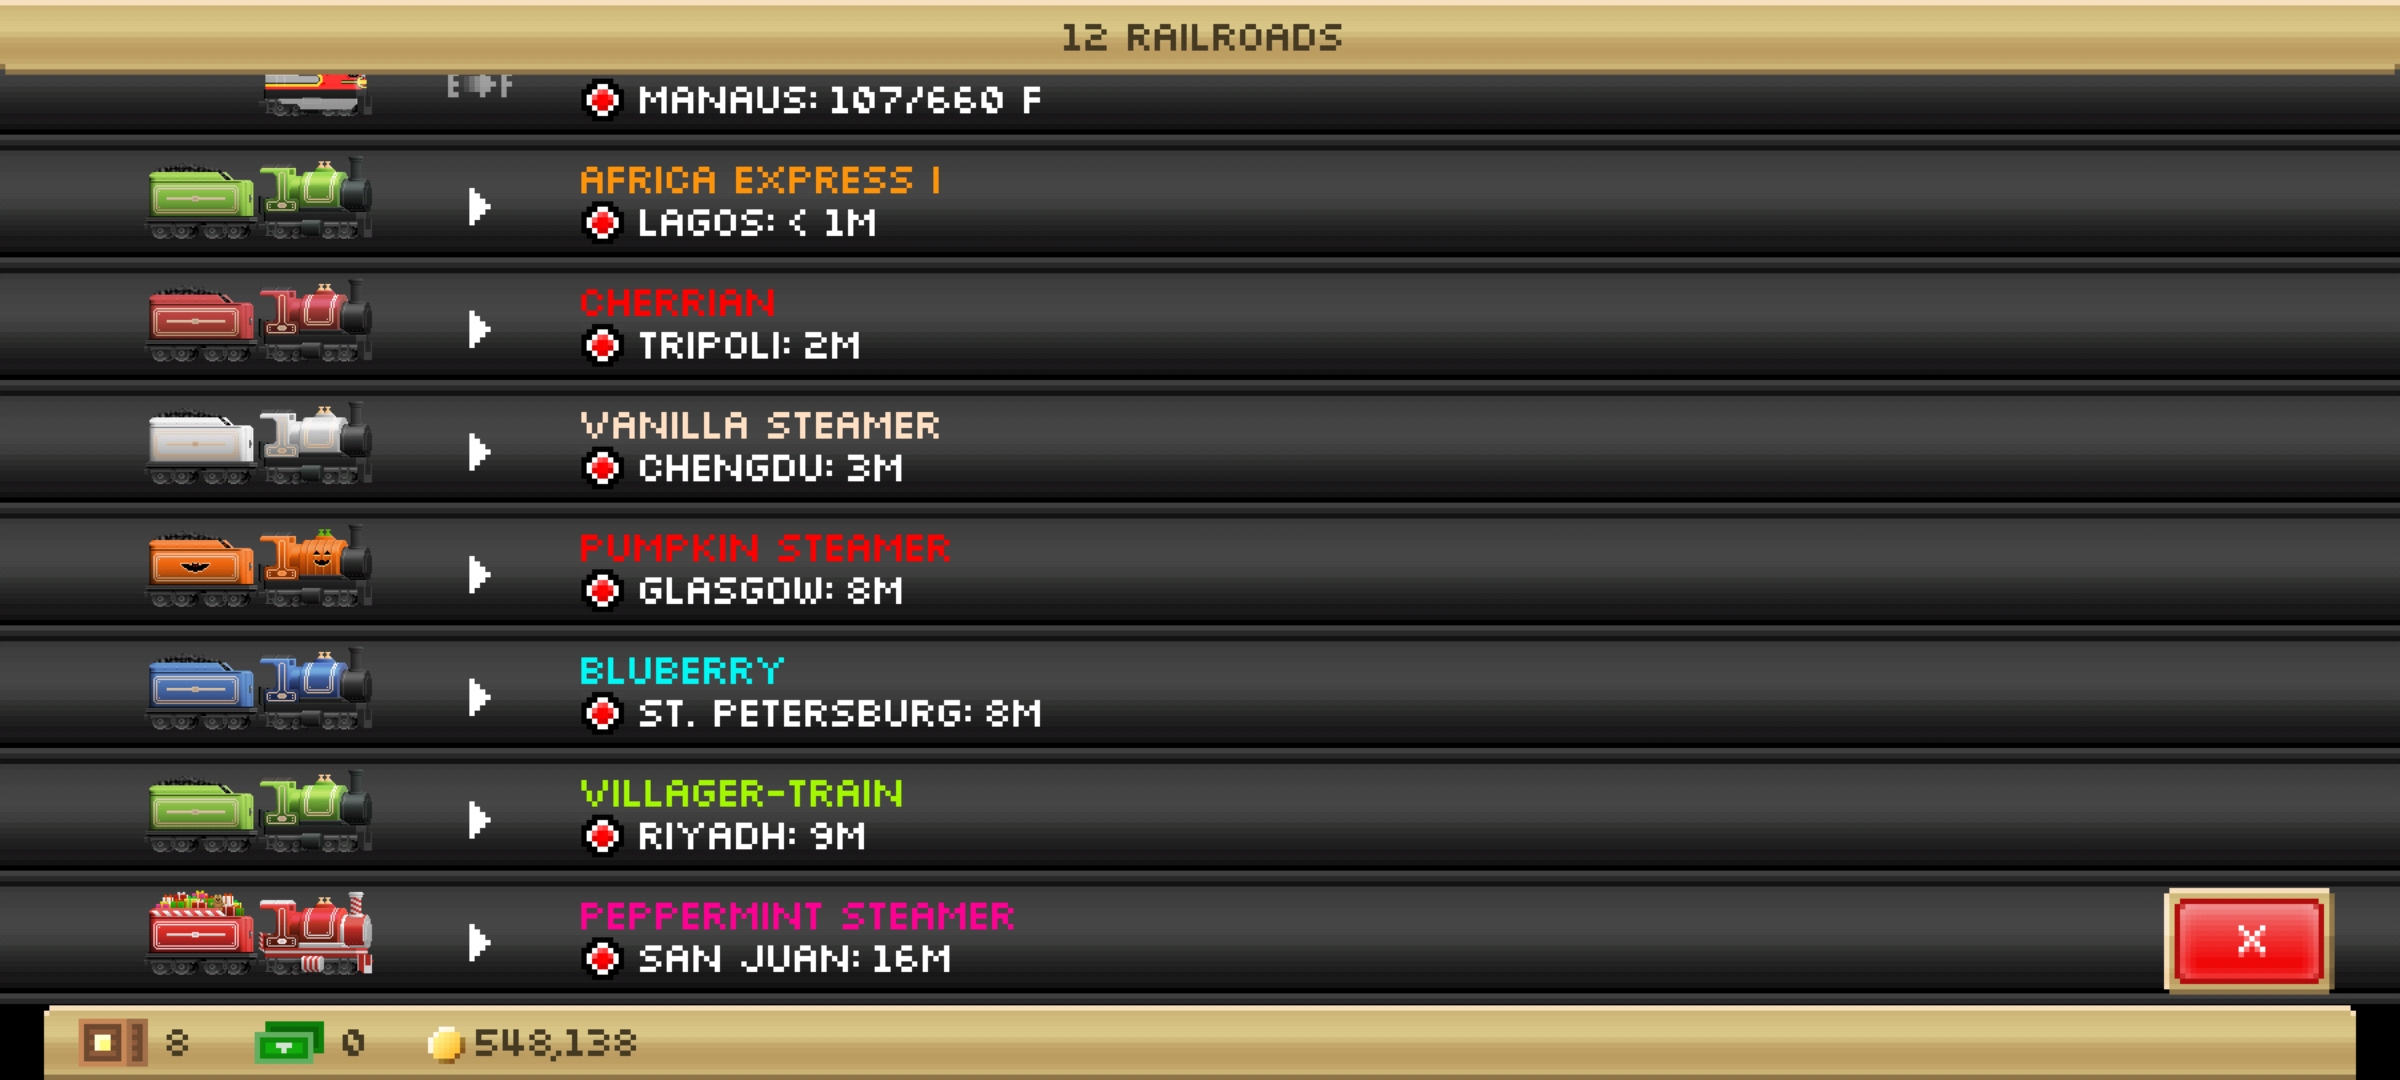 12 RAILROADS
E F
MANAUS: 107/660 F
AFRICA EXPRESS I
LAGOS: < 1M
CHERRIAN
TRIPOLI: 2M
VANILLA STEAMER
CHENGDU: 3M
PUMPKIN STEAMER
GLASGOW: 8M
BLUBERRY
ST. PETERSBURG: 8M
VILLAGER-TRAIN
RIYADH: 9M
PEPPERMINT STEAMER
SAN JUAN: 16M
X
8 0 548,138